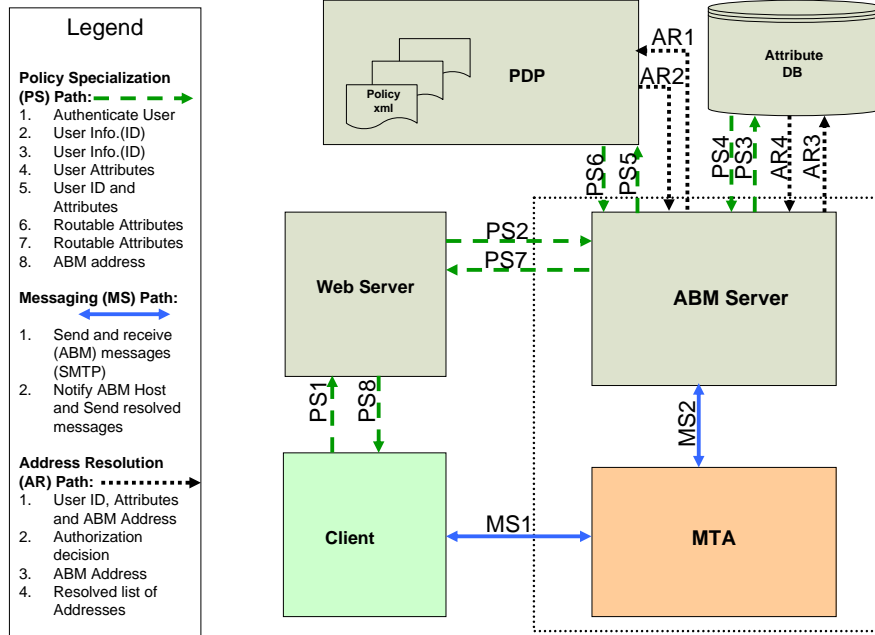 Legend
Policy Specialization
(PS) Path:
1. Authenticate User
2. User Info.(ID)
3. User Info.(ID)
4. User Attributes
5. User ID and
Attributes
6. Routable Attributes
7. Routable Attributes
8. ABM address
Messaging (MS) Path:
1. Send and receive
(ABM) messages
(SMTP)
2. Notify ABM Host
and Send resolved
messages
Address Resolution
(AR) Path:
1. User ID, Attributes
and ABM Address
2. Authorization
decision
3. ABM Address
4. Resolved list of
Addresses
PDP
Policy
xml
AR1
AR2
Attribute
DB
PS6
PS5
PS4
PS3
AR4
AR3
Web Server
PS2
PS7
ABM Server
PS1
PS8
MS2
Client
MS1
MTA